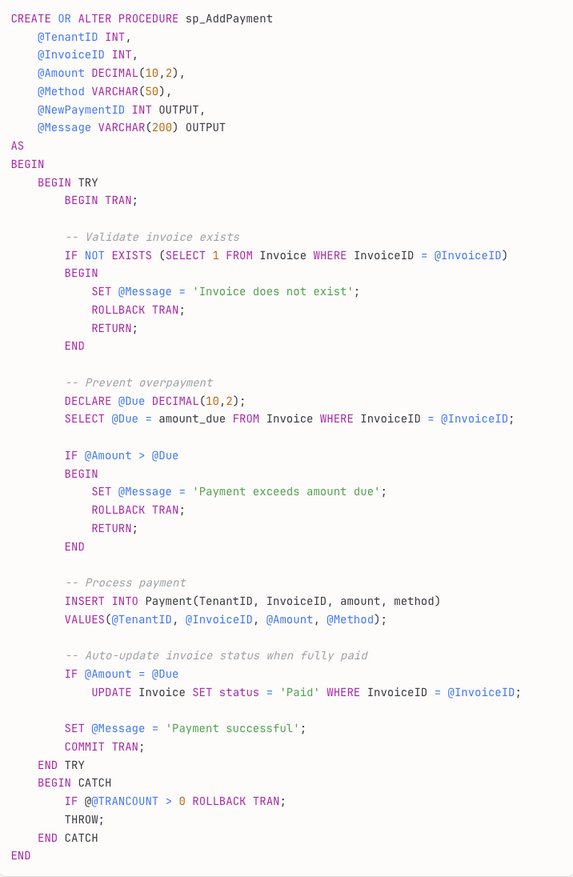 CREATE OR ALTER PROCEDURE sp_AddPayment
    @TenantID INT,
    @InvoiceID INT,
    @Amount DECIMAL(10,2),
    @Method VARCHAR(50),
    @NewPaymentID INT OUTPUT,
    @Message VARCHAR(200) OUTPUT
AS
BEGIN
    BEGIN TRY
        BEGIN TRAN;

        -- Validate invoice exists
        IF NOT EXISTS (SELECT 1 FROM Invoice WHERE InvoiceID = @InvoiceID)
        BEGIN
            SET @Message = 'Invoice does not exist';
            ROLLBACK TRAN;
            RETURN;
        END

        -- Prevent overpayment
        DECLARE @Due DECIMAL(10,2);
        SELECT @Due = amount_due FROM Invoice WHERE InvoiceID = @InvoiceID;

        IF @Amount > @Due
        BEGIN
            SET @Message = 'Payment exceeds amount due';
            ROLLBACK TRAN;
            RETURN;
        END

        -- Process payment
        INSERT INTO Payment(TenantID, InvoiceID, amount, method)
        VALUES(@TenantID, @InvoiceID, @Amount, @Method);

        -- Auto-update invoice status when fully paid
        IF @Amount = @Due
            UPDATE Invoice SET status = 'Paid' WHERE InvoiceID = @InvoiceID;

        SET @Message = 'Payment successful';
        COMMIT TRAN;
    END TRY
    BEGIN CATCH
        IF @@TRANCOUNT > 0 ROLLBACK TRAN;
        THROW;
    END CATCH
END